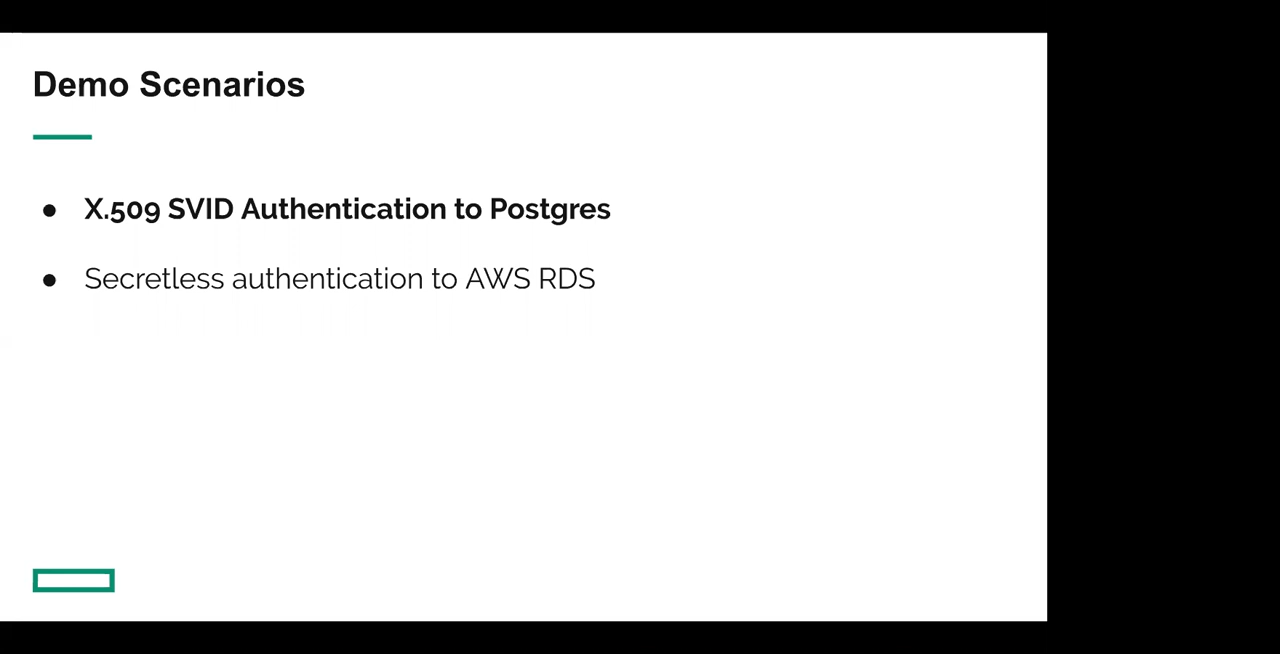 Demo Scenarios
● X.509 SVID Authentication to Postgres
● Secretless authentication to AWS RDS